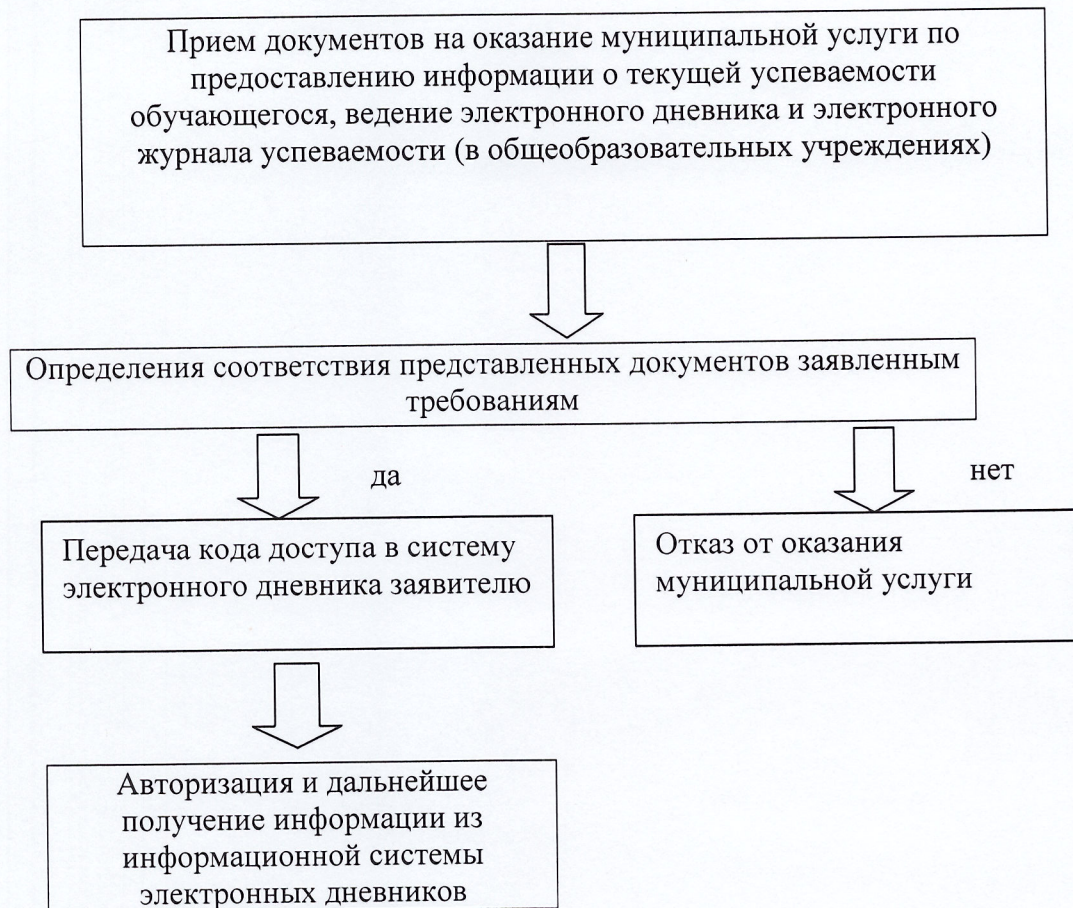 Прием документов на оказание муниципальной услуги по
предоставлению информации о текущей успеваемости
обучающегося, ведение электронного дневника и электронного
журнала успеваемости (в общеобразовательных учреждениях)
Определения соответствия представленных документов заявленным
требованиям
да
нет
Передача кода доступа в систему
электронного дневника заявителю
Отказ от оказания
муниципальной услуги
Авторизация и дальнейшее
получение информации из
информационной системы
электронных дневников